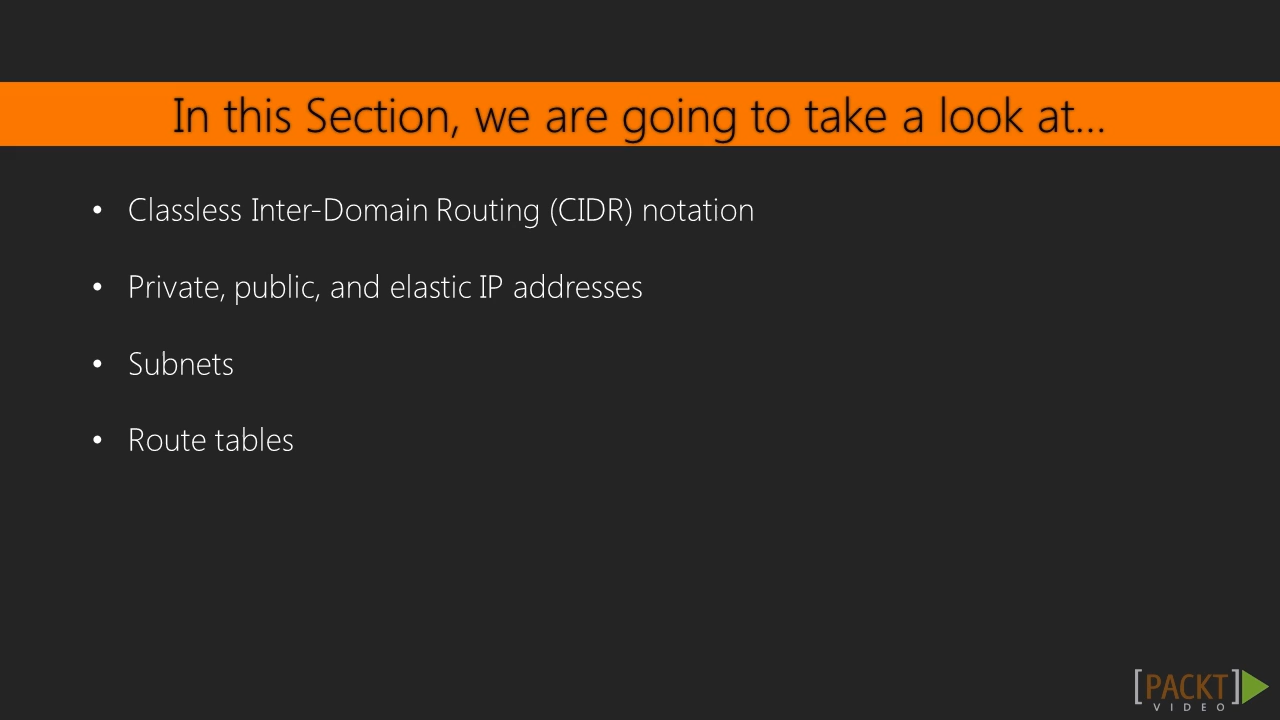 In this Section, we are going to take a look at...
• Classless Inter-Domain Routing (CIDR) notation
• Private, public, and elastic IP addresses
• Subnets
• Route tables
[PACKT]
VIDEO